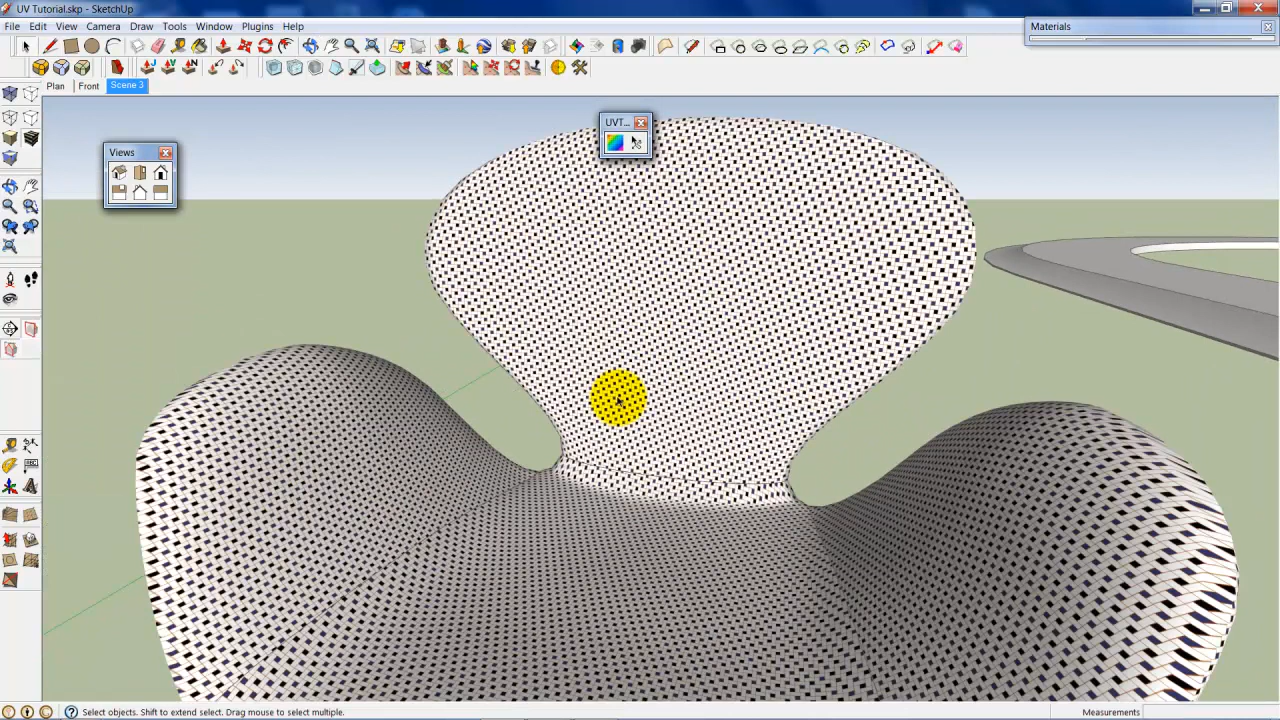 UV Tutorial.skp - SketchUp
File Edit View Camera Draw Tools Window Plugins Help
Materials
Plan Front Scene 3
UVT...
Views
ABC
Select objects. Shift to extend select. Drag mouse to select multiple.
Measurements